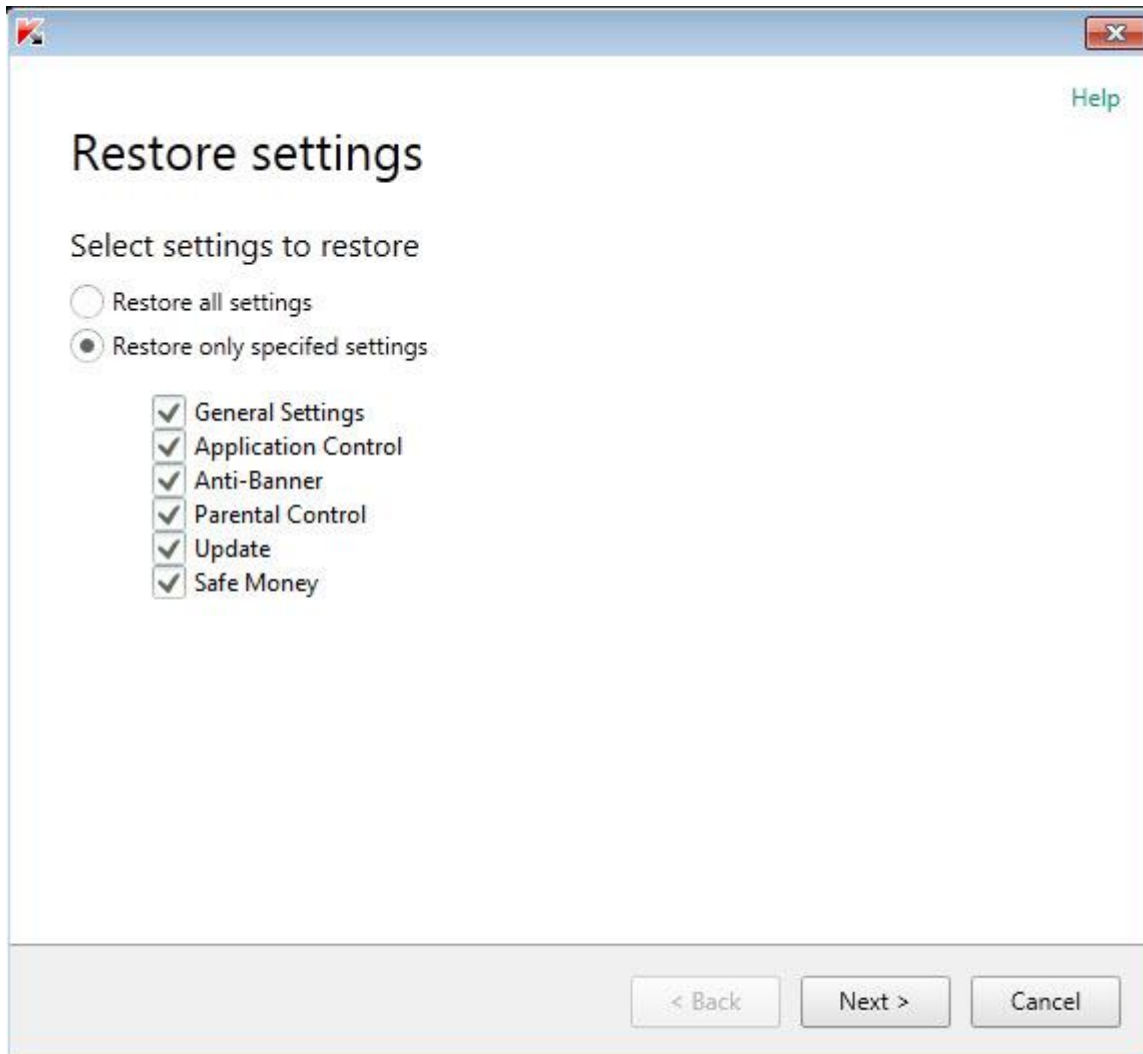 Help
Restore settings
Select settings to restore
Restore all settings
Restore only specifed settings
General Settings
Application Control
Anti-Banner
Parental Control
Update
Safe Money
< Back Next > Cancel